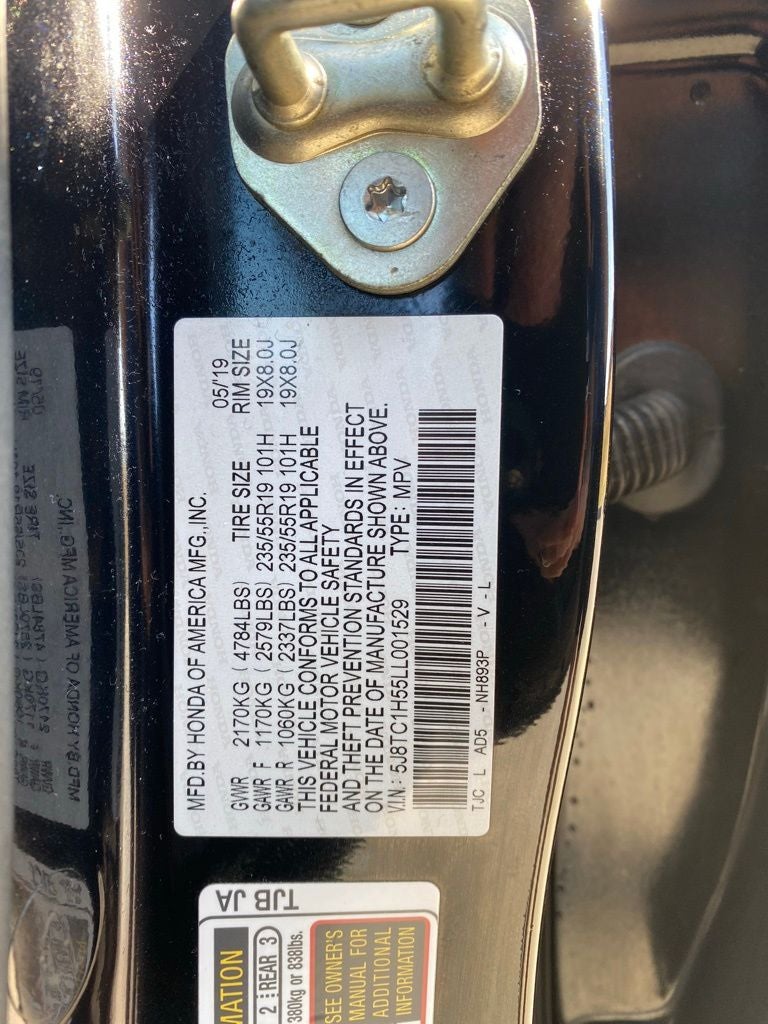 MFD.BY HONDA OF AMERICA MFG.,INC. 05/'19
GVWR 2170KG ( 4784LBS) TIRE SIZE RIM SIZE
GAWR F 1170KG ( 2579LBS) 235/55R19 101H 19X8.0J
GAWR R 1060KG ( 2337LBS) 235/55R19 101H 19X8.0J
THIS VEHICLE CONFORMS TO ALL APPLICABLE
FEDERAL MOTOR VEHICLE SAFETY
AND THEFT PREVENTION STANDARDS IN EFFECT
ON THE DATE OF MANUFACTURE SHOWN ABOVE.
V.I.N.: 5J8TC1H55LL001529 TYPE: MPV
TJC L AD5 - NH893P - V - L
TJB JA
MATION
2 REAR 3
380kg or 838lbs.
SEE OWNER'S
MANUAL FOR
ADDITIONAL
INFORMATION